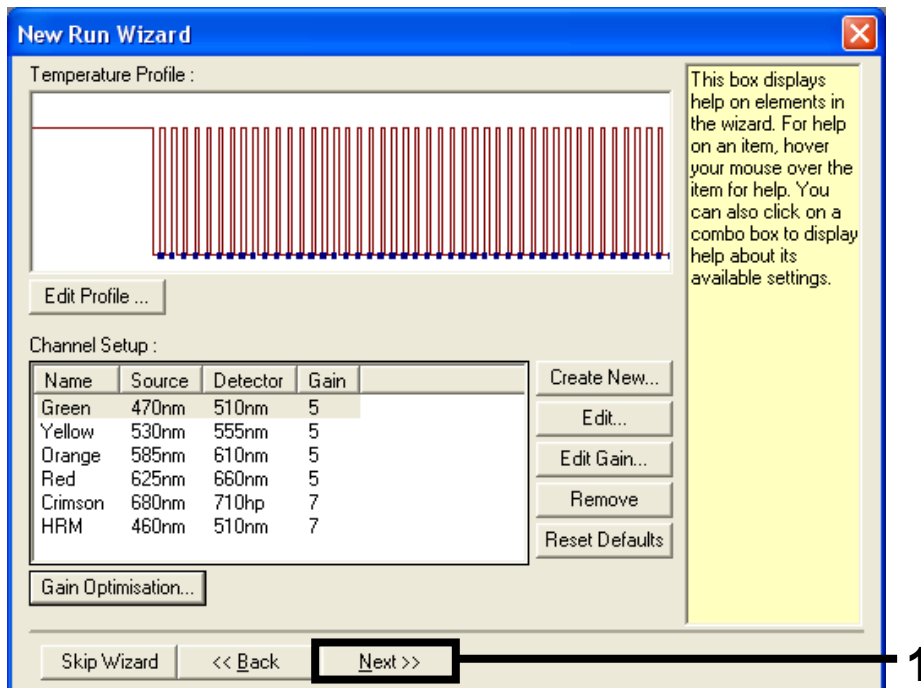 New Run Wizard
Temperature Profile :
Edit Profile ...
Channel Setup :
Name Source Detector Gain
Green 470nm 510nm 5
Yellow 530nm 555nm 5
Orange 585nm 610nm 5
Red 625nm 660nm 5
Crimson 680nm 710hp 7
HRM 460nm 510nm 7
Create New...
Edit...
Edit Gain...
Remove
Reset Defaults
Gain Optimisation...
This box displays
help on elements in
the wizard. For help
on an item, hover
your mouse over the
item for help. You
can also click on a
combo box to display
help about its
available settings.
Skip Wizard << Back Next >>
1